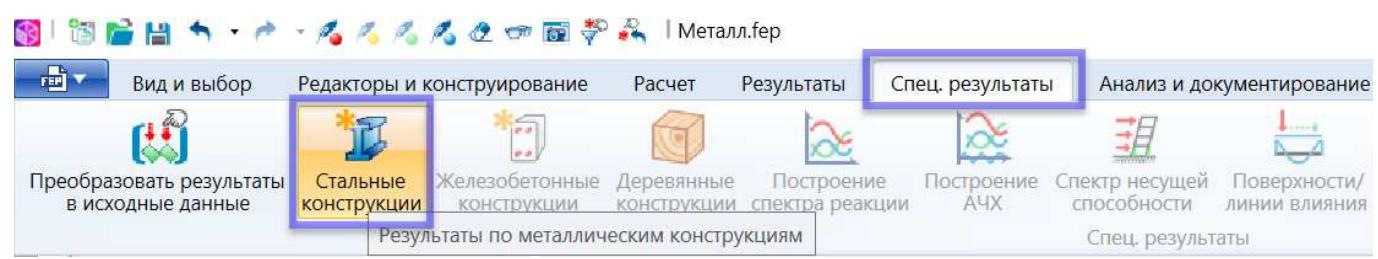 Металл.fep
FEP
Вид и выбор Редакторы и конструирование Расчет Результаты Спец. результаты Анализ и документирование
Преобразовать результаты Стальные Железобетонные Деревянные Построение Построение Спектр несущей Поверхности/
в исходные данные конструкции конструкции конструкции спектра реакции АЧХ способности линии влияния
Результаты по металлическим конструкциям Спец. результаты